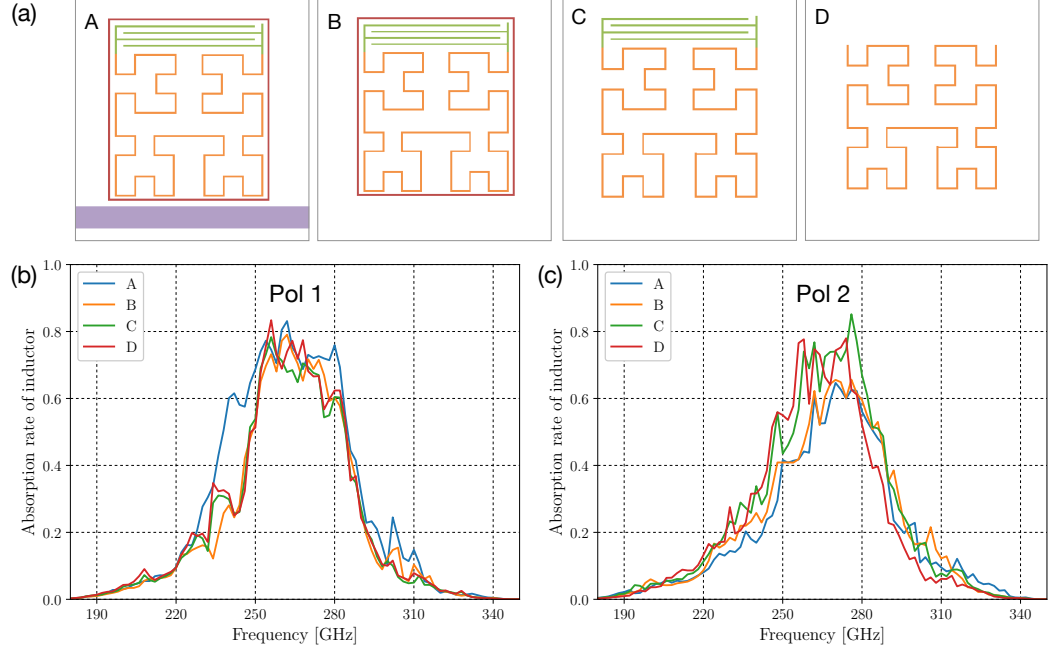 (a)
A
B
C
D
(b)
Pol 1
A
B
C
D
1.0
0.8
0.6
0.4
0.2
0.0
Absorption rate of inductor
190
220
250
280
310
340
Frequency [GHz]
(c)
Pol 2
A
B
C
D
1.0
0.8
0.6
0.4
0.2
0.0
Absorption rate of inductor
190
220
250
280
310
340
Frequency [GHz]